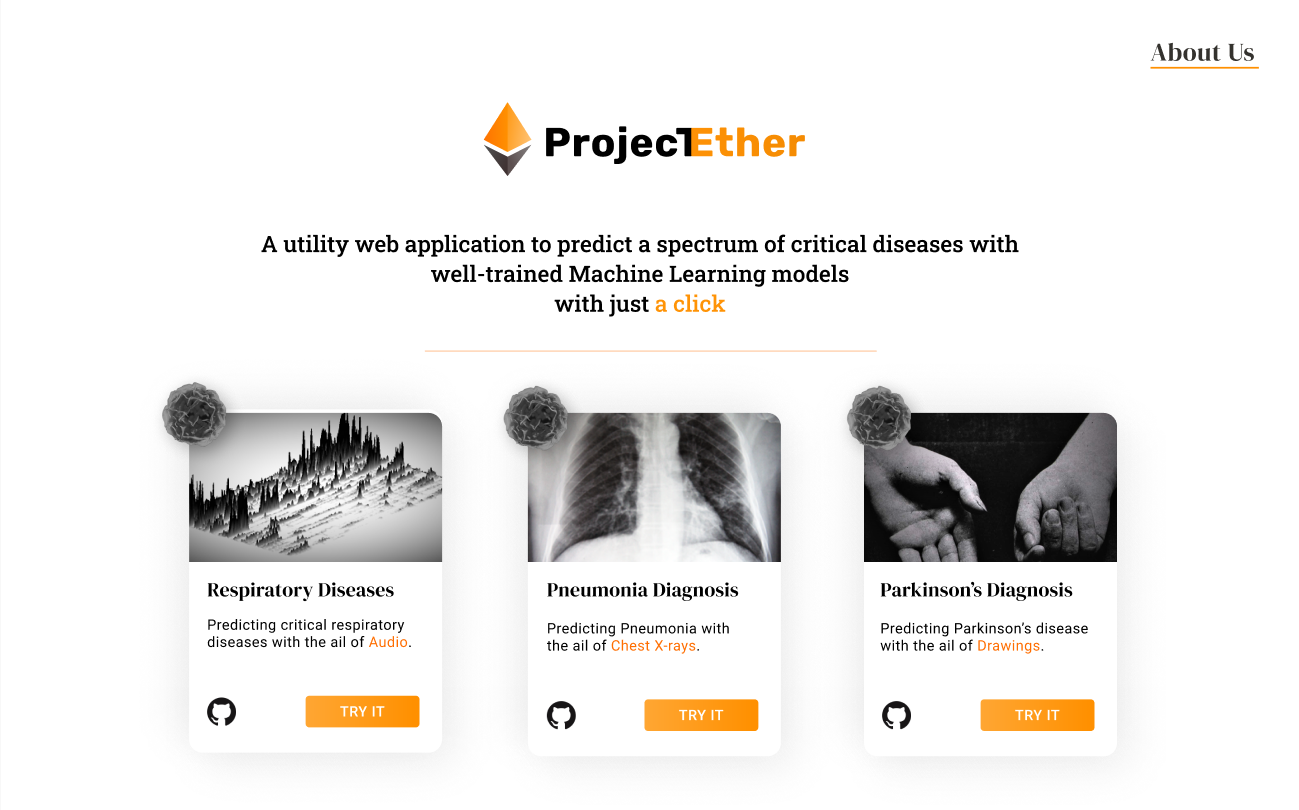 About Us
ProjecTEther
A utility web application to predict a spectrum of critical diseases with
well-trained Machine Learning models
with just a click
Respiratory Diseases
Predicting critical respiratory
diseases with the ail of Audio.
TRY IT
Pneumonia Diagnosis
Predicting Pneumonia with
the ail of Chest X-rays.
TRY IT
Parkinson’s Diagnosis
Predicting Parkinson’s disease
with the ail of Drawings.
TRY IT